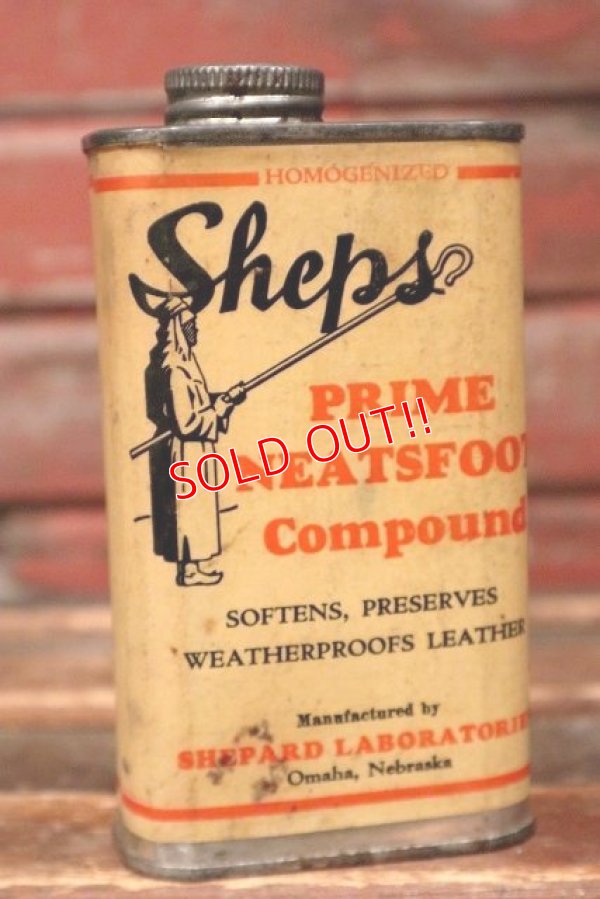 HOMOGENIZED
Sheps
PRIME
NEATSFOOT
Compound
SOLD OUT!!
SOFTENS, PRESERVES
WEATHERPROOFS LEATHER
Manufactured by
SHEPARD LABORATORIES
Omaha, Nebraska